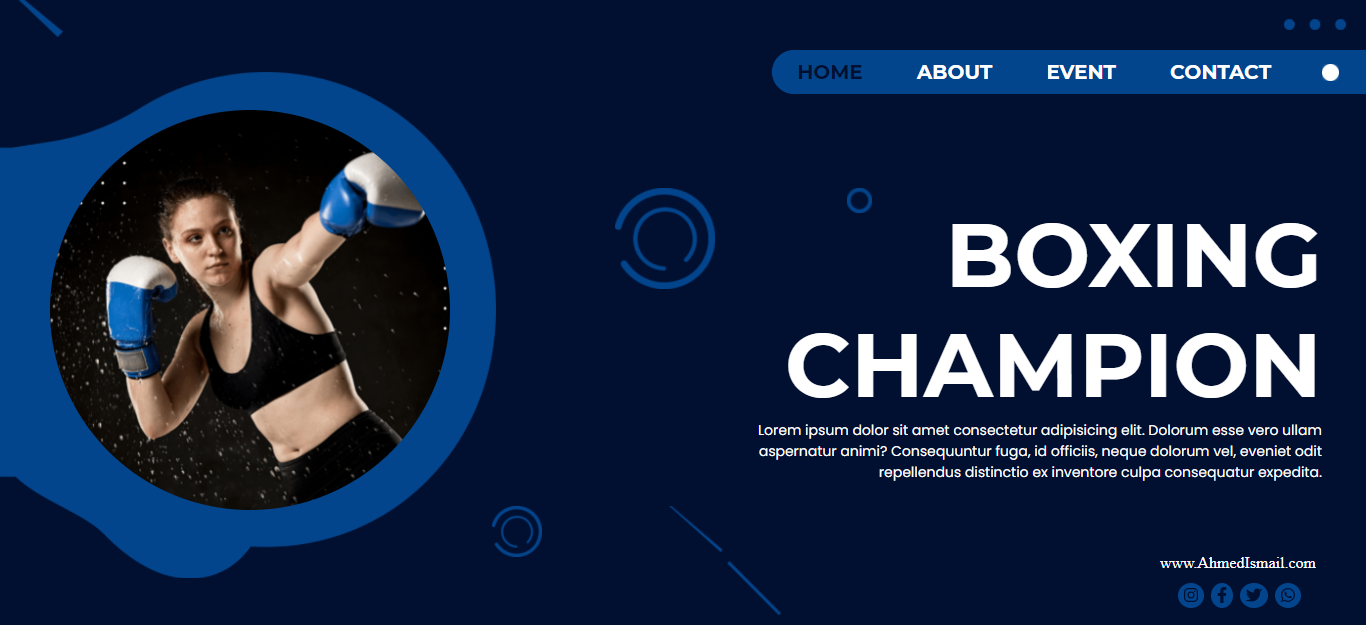 HOME ABOUT EVENT CONTACT
BOXING
CHAMPION
Lorem ipsum dolor sit amet consectetur adipisicing elit. Dolorum esse vero ullam
aspernatur animi? Consequuntur fuga, id officiis, neque dolorum vel, eveniet odit
repellendus distinctio ex inventore culpa consequatur expedita.
www.AhmedIsmail.com